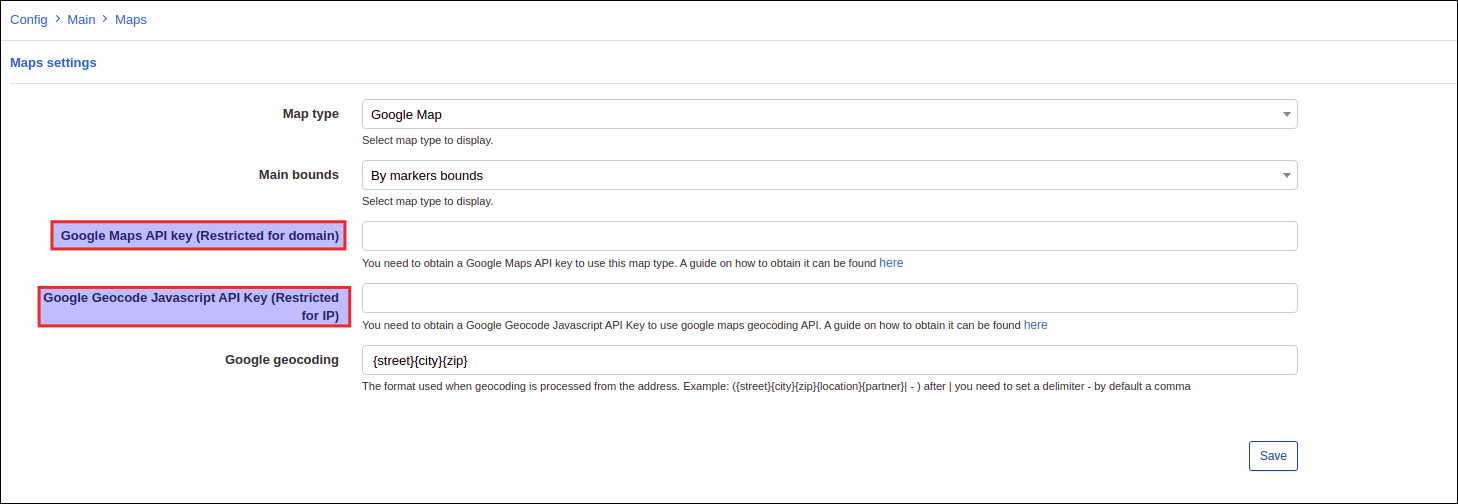 Config > Main > Maps
Maps settings
Map type
Google Map
Select map type to display.
Main bounds
By markers bounds
Select map type to display.
Google Maps API key (Restricted for domain)
You need to obtain a Google Maps API key to use this map type. A guide on how to obtain it can be found here
Google Geocode Javascript API Key (Restricted
for IP)
You need to obtain a Google Geocode Javascript API Key to use google maps geocoding API. A guide on how to obtain it can be found here
Google geocoding
{street}{city}{zip}
The format used when geocoding is processed from the address. Example: ({street}{city}{zip}{location}{partner}| - ) after | you need to set a delimiter - by default a comma
Save